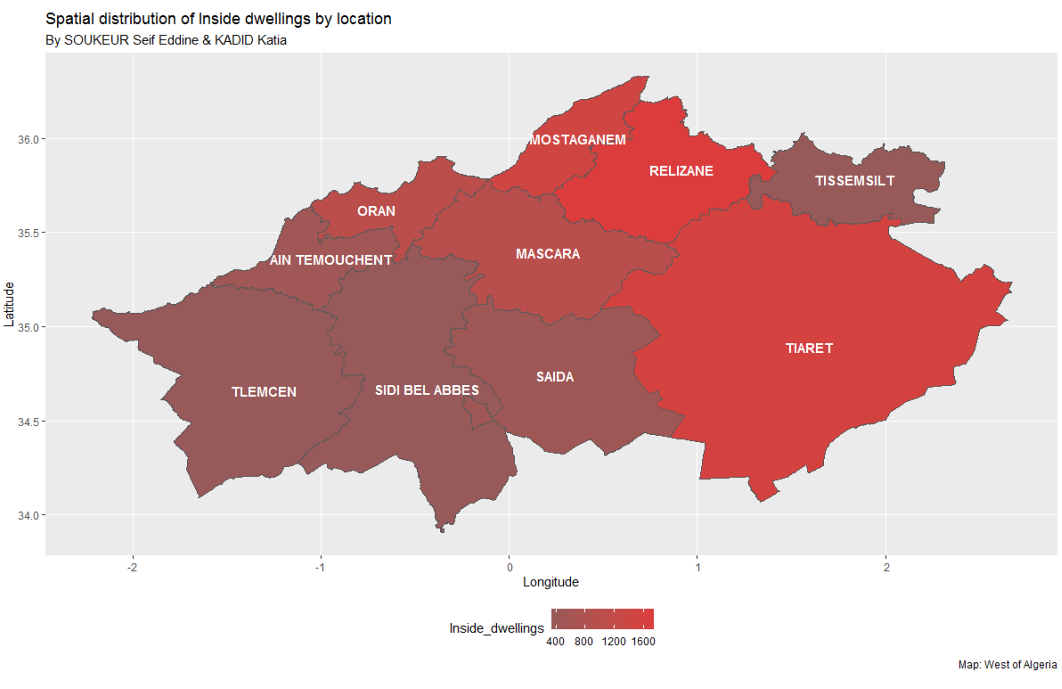 Spatial distribution of Inside dwellings by location
By SOUKEUR Seif Eddine & KADID Katia
Latitude
36.0
35.5
35.0
34.5
34.0
MOSTAGANEM
RELIZANE
TISSEMSILT
ORAN
MASCARA
AIN TEMOUCHENT
TIARET
SAIDA
TLEMCEN
SIDI BEL ABBES
-2
-1
0
1
2
Longitude
Inside_dwellings
400 800 1200 1600
Map: West of Algeria